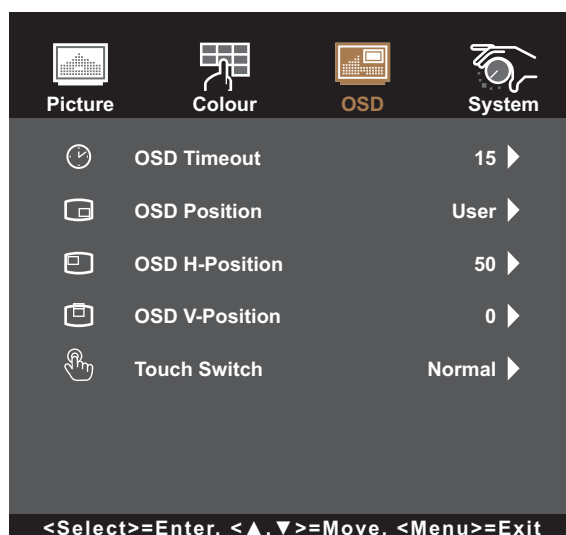 Picture Colour OSD System
OSD Timeout 15
OSD Position User
OSD H-Position 50
OSD V-Position 0
Touch Switch Normal
<Select>=Enter, <▲,▼>=Move, <Menu>=Exit